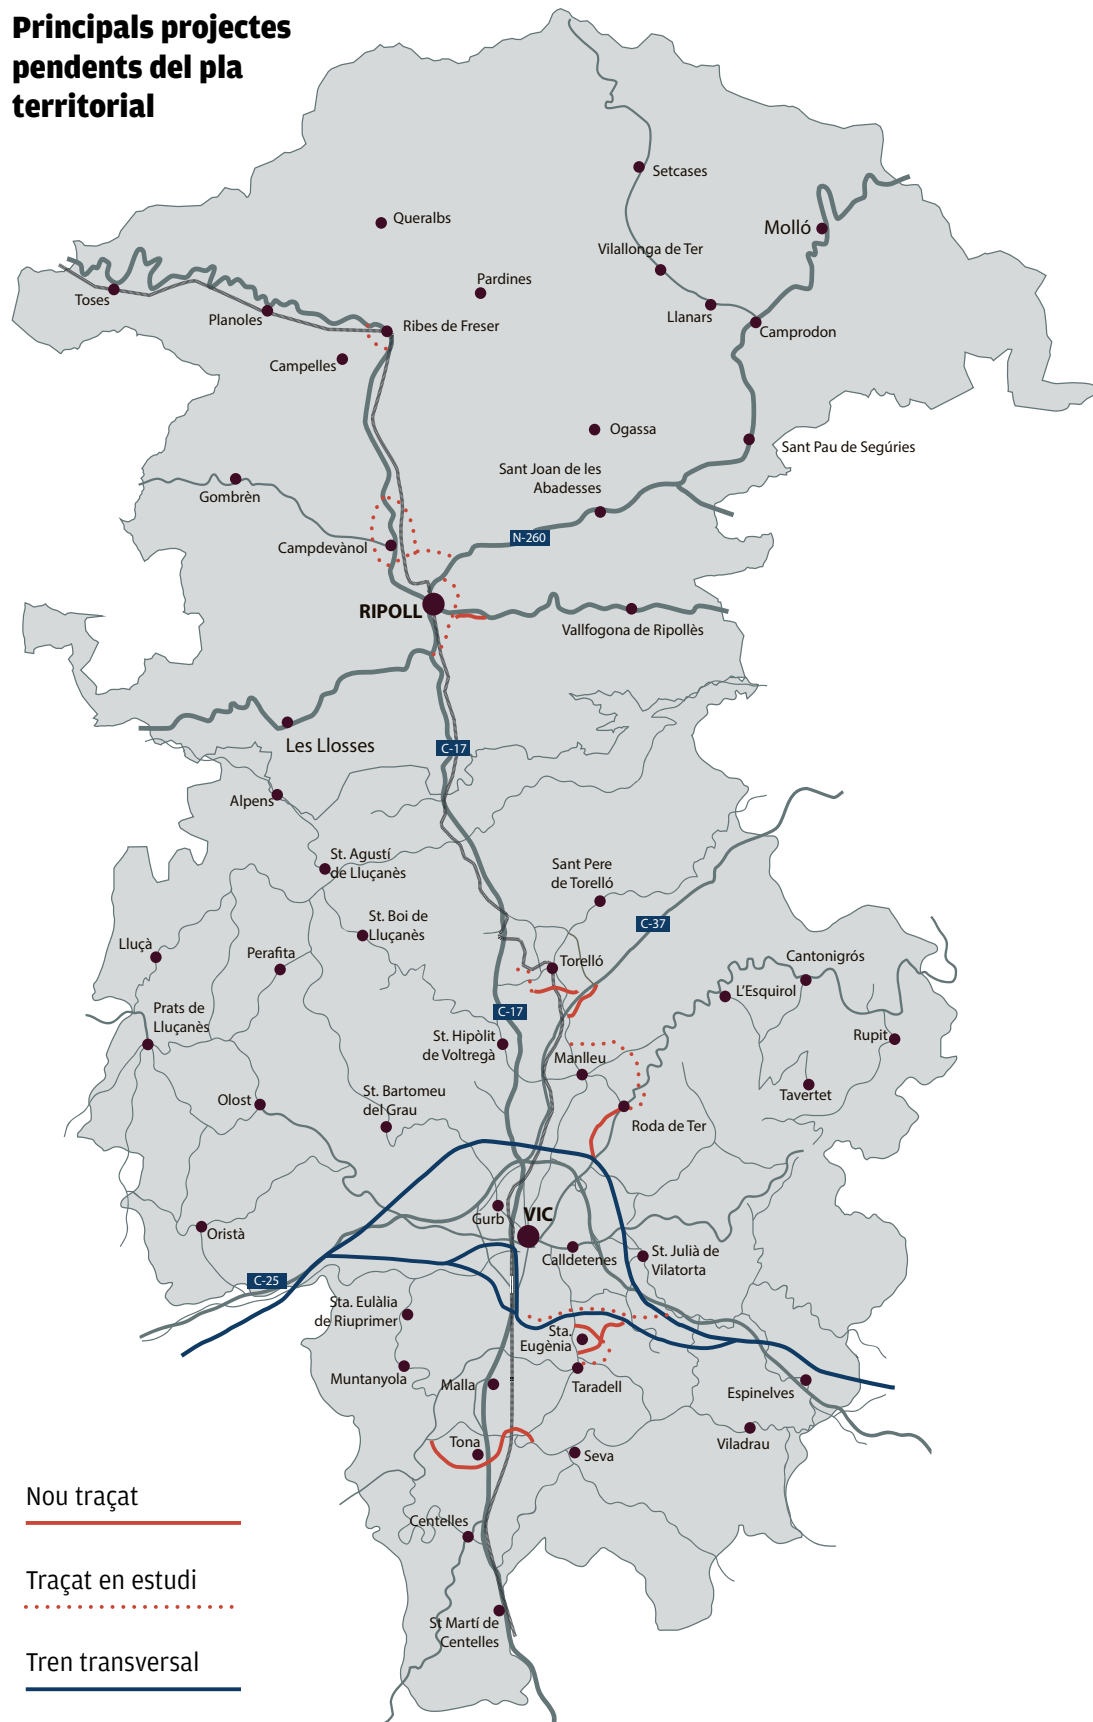 Principals projectes
pendents del pla
territorial
Setcases
Queralbs
Molló
Vilallonga de Ter
Pardines
Toses
Planoles
Ribes de Freser
Llanars
Camprodon
Campelles
Ogassa
Sant Pau de Segúries
Sant Joan de les
Abadesses
Gombrèn
N-260
Campdevànol
RIPOLL
Vallfogona de Ripollès
Les Llosses
C-17
Alpens
St. Agustí
de Lluçanès
Sant Pere
de Torelló
St. Boi de
Lluçanès
C-37
Lluçà
Perafita
Torelló
Cantonigrós
L'Esquirol
Prats de
Lluçanès
C-17
St. Hipòlit
de Voltregà
Rupit
Manlleu
Olost
St. Bartomeu
del Grau
Tavertet
Roda de Ter
Gurb
VIC
Oristà
Calldetenes
St. Julià de
Vilatorta
C-25
Sta. Eulàlia
de Riuprimer
Sta.
Eugènia
Muntanyola
Malla
Taradell
Espinelves
Tona
Seva
Viladrau
Nou traçat
Centelles
Traçat en estudi
St Martí de
Centelles
Tren transversal